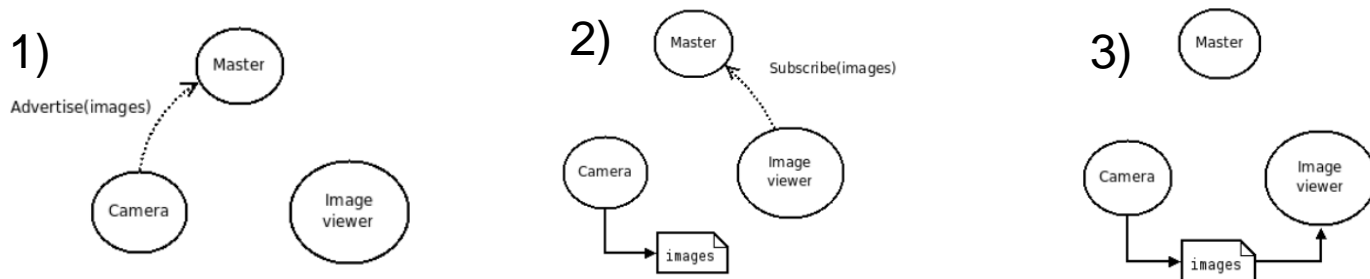 1)
Master
Advertise(images)
Camera
Image
viewer
2)
Master
Subscribe(images)
Camera
Image
viewer
images
3)
Master
Camera
Image
viewer
images